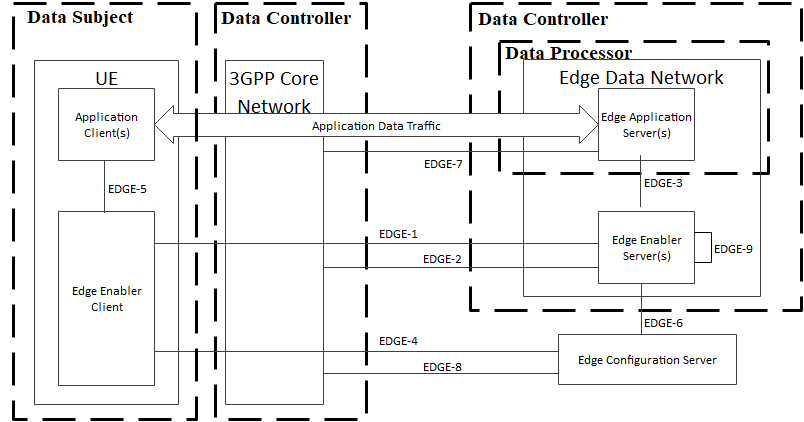 Data Subject
Data Controller
Data Controller
Data Processor
UE
3GPP Core
Network
Edge Data Network
Application
Client(s)
Application Data Traffic
Edge Application
Server(s)
EDGE-7
EDGE-5
EDGE-3
EDGE-1
Edge Enabler
Server(s)
EDGE-9
EDGE-2
Edge Enabler
Client
EDGE-6
EDGE-4
Edge Configuration Server
EDGE-8